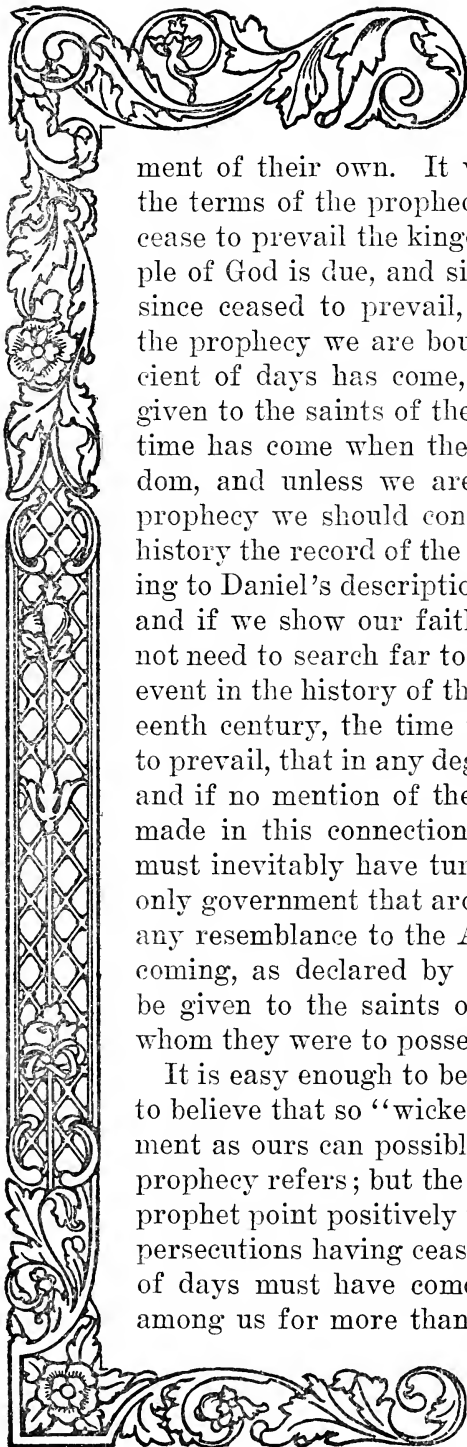 ment of their own. It
the terms of the prophec
cease to prevail the king
ple of God is due, and si
since ceased to prevail,
the prophecy we are bou
cient of days has come,
given to the saints of the
time has come when the
dom, and unless we are
prophecy we should con
history the record of the
ing to Daniel's descriptio
and if we show our faitl
not need to search far to
event in the history of th
eenth century, the time
to prevail, that in any deg
and if no mention of the
made in this connection
must inevitably have tur
only government that aro
any resemblance to the A
coming, as declared by
be given to the saints o
whom they were to posse
It is easy enough to be
to believe that so "wicke
ment as ours can possibl
prophecy refers; but the
prophet point positively
persecutions having ceas
of days must have come
among us for more than